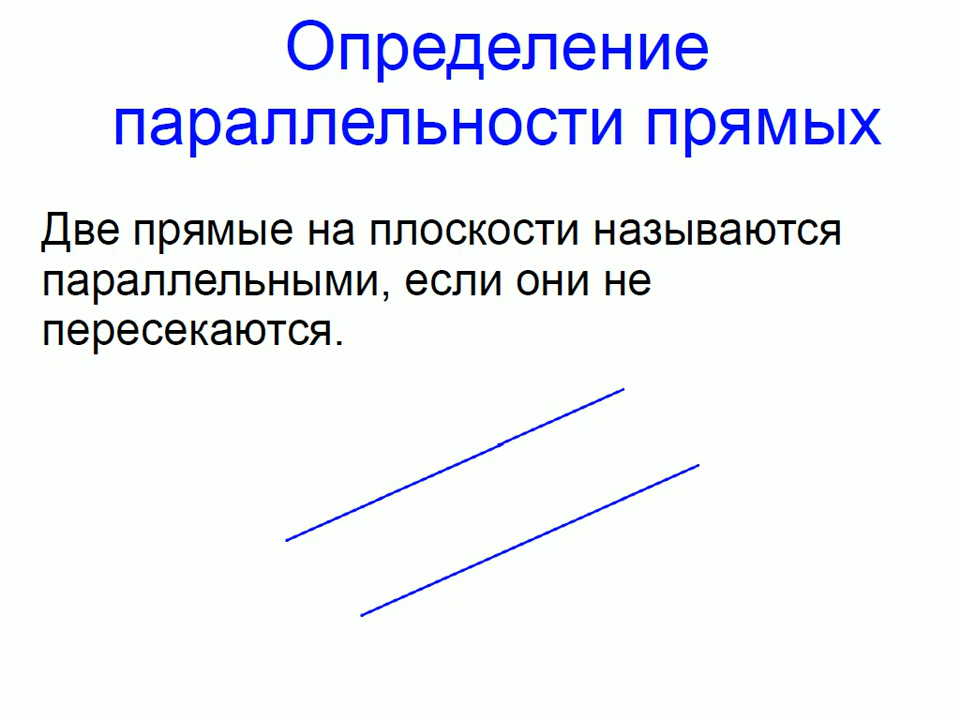 Определение
параллельности прямых
Две прямые на плоскости называются
параллельными, если они не
пересекаются.